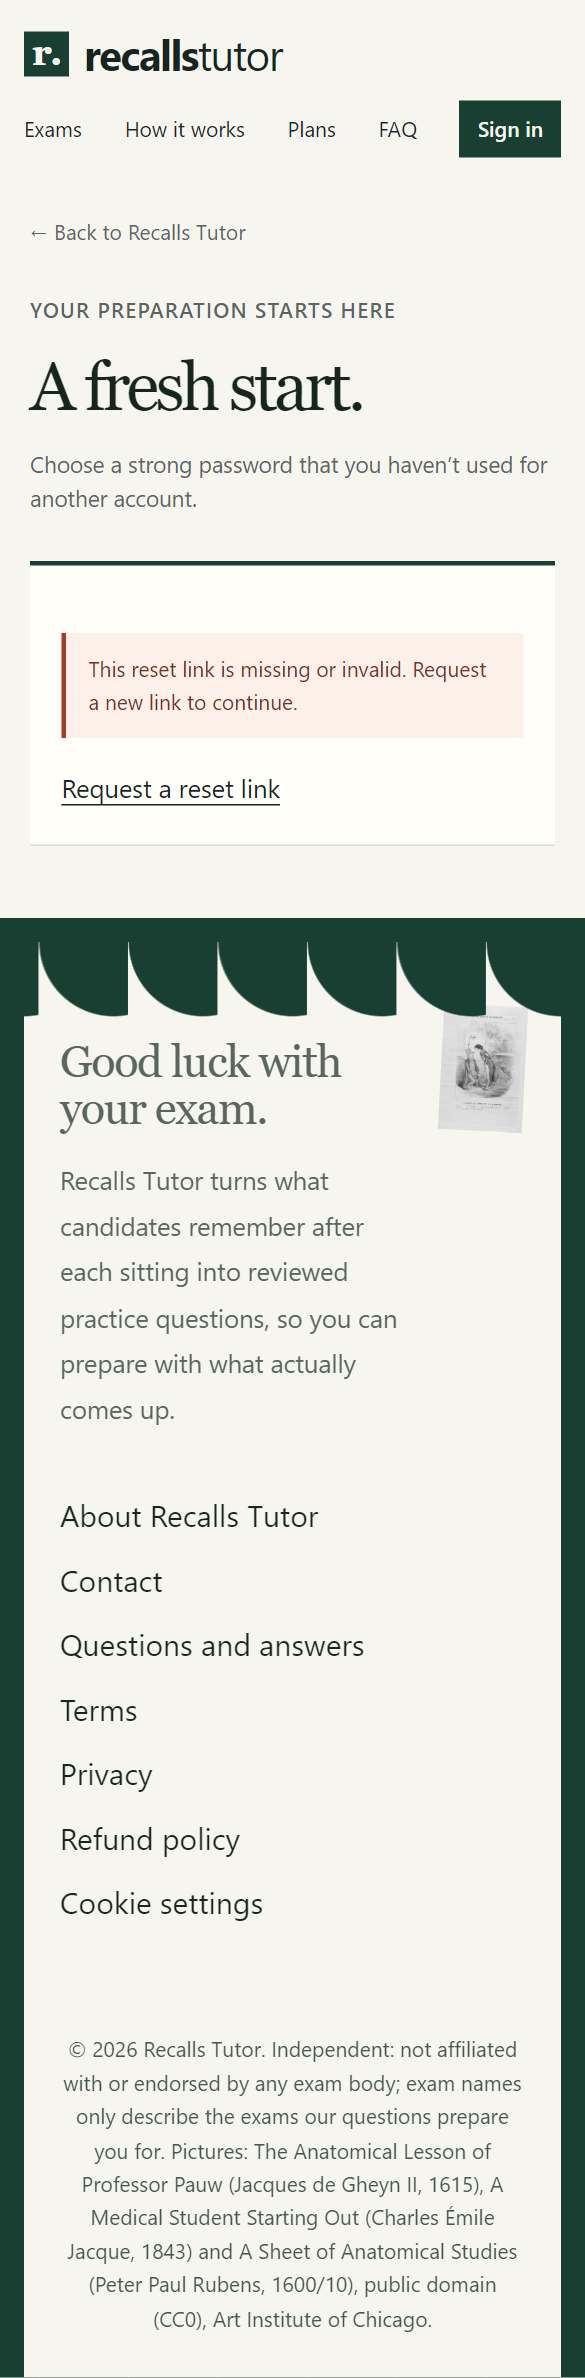 r. recallstutor
Exams How it works Plans FAQ Sign in
← Back to Recalls Tutor
YOUR PREPARATION STARTS HERE
A fresh start.
Choose a strong password that you haven’t used for
another account.
This reset link is missing or invalid. Request
a new link to continue.
Request a reset link
Good luck with
your exam.
Recalls Tutor turns what
candidates remember after
each sitting into reviewed
practice questions, so you can
prepare with what actually
comes up.
About Recalls Tutor
Contact
Questions and answers
Terms
Privacy
Refund policy
Cookie settings
© 2026 Recalls Tutor. Independent: not affiliated
with or endorsed by any exam body; exam names
only describe the exams our questions prepare
you for. Pictures: The Anatomical Lesson of
Professor Pauw (Jacques de Gheyn II, 1615), A
Medical Student Starting Out (Charles Émile
Jacque, 1843) and A Sheet of Anatomical Studies
(Peter Paul Rubens, 1600/10), public domain
(CC0), Art Institute of Chicago.